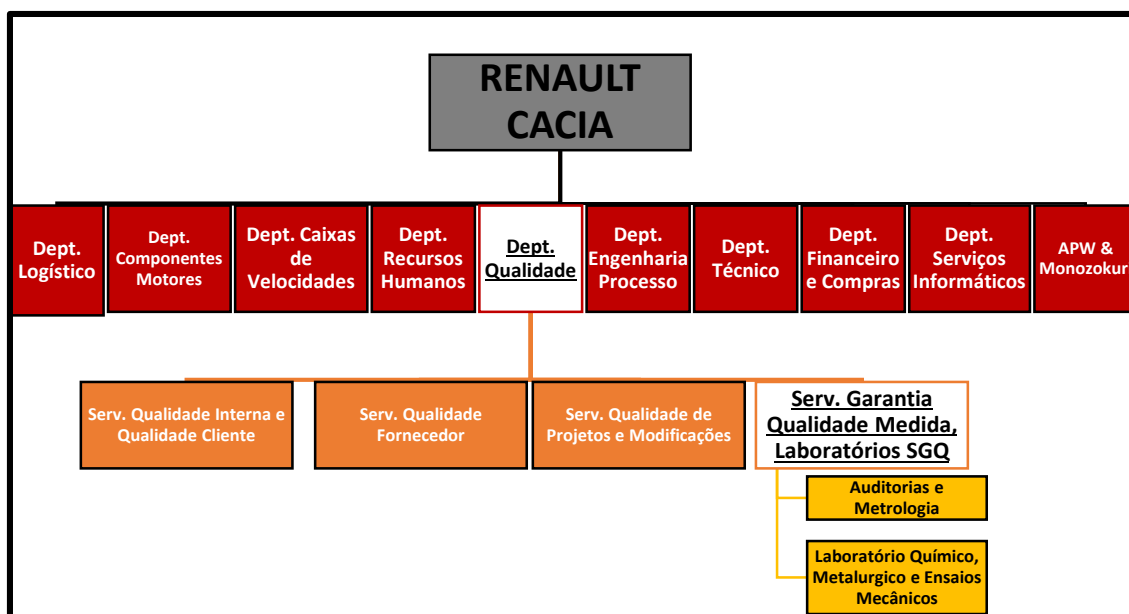 RENAULT
CACIA
Dept.
Logístico
Dept.
Componentes
Motores
Dept. Caixas
de
Velocidades
Dept.
Recursos
Humanos
Dept.
Qualidade
Dept.
Engenharia
Processo
Dept.
Técnico
Dept.
Financeiro
e Compras
Dept.
Serviços
Informáticos
APW &
Monozokuri
Serv. Qualidade Interna e
Qualidade Cliente
Serv. Qualidade
Fornecedor
Serv. Qualidade de
Projetos e Modificações
Serv. Garantia
Qualidade Medida,
Laboratórios SGQ
Auditorias e
Metrologia
Laboratório Químico,
Metalurgico e Ensaios
Mecânicos